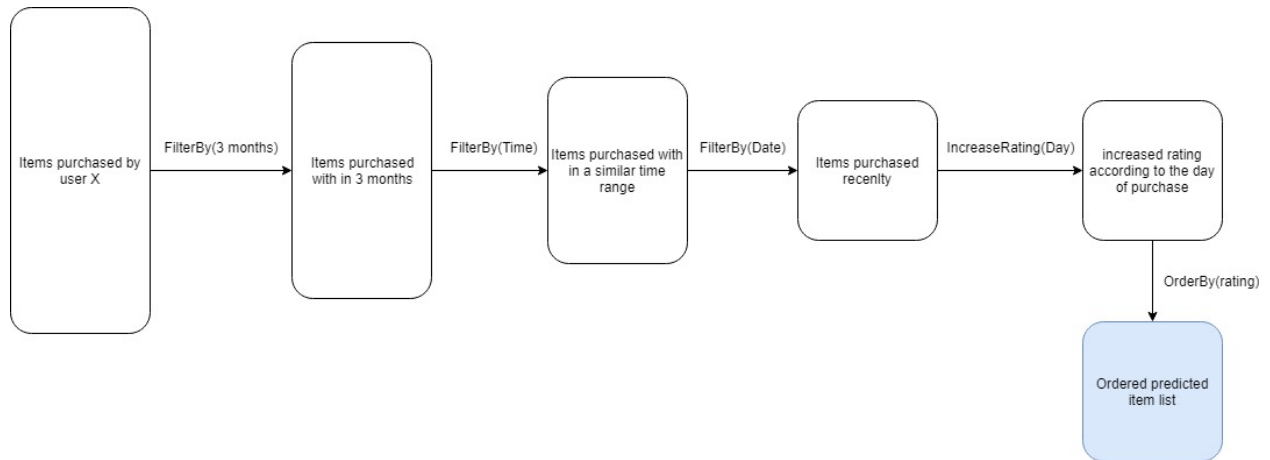 Items purchased by
user X
FilterBy(3 months)
Items purchased
with in 3 months
FilterBy(Time)
Items purchased with
in a similar time
range
FilterBy(Date)
Items purchased
recenlty
IncreaseRating(Day)
increased rating
according to the day
of purchase
OrderBy(rating)
Ordered predicted
item list